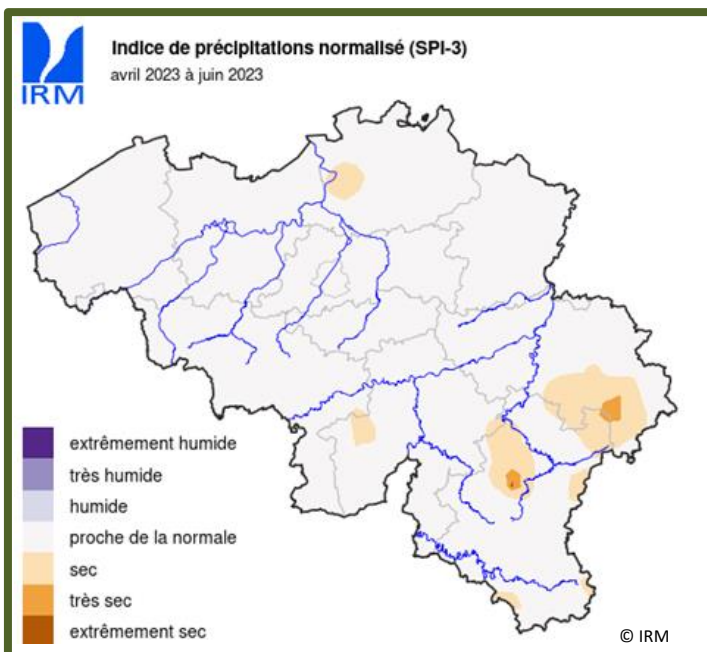 Indice de précipitations normalisé (SPI-3)
avril 2023 à juin 2023
IRM
extrêmement humide
très humide
humide
proche de la normale
sec
très sec
extrêmement sec
© IRM